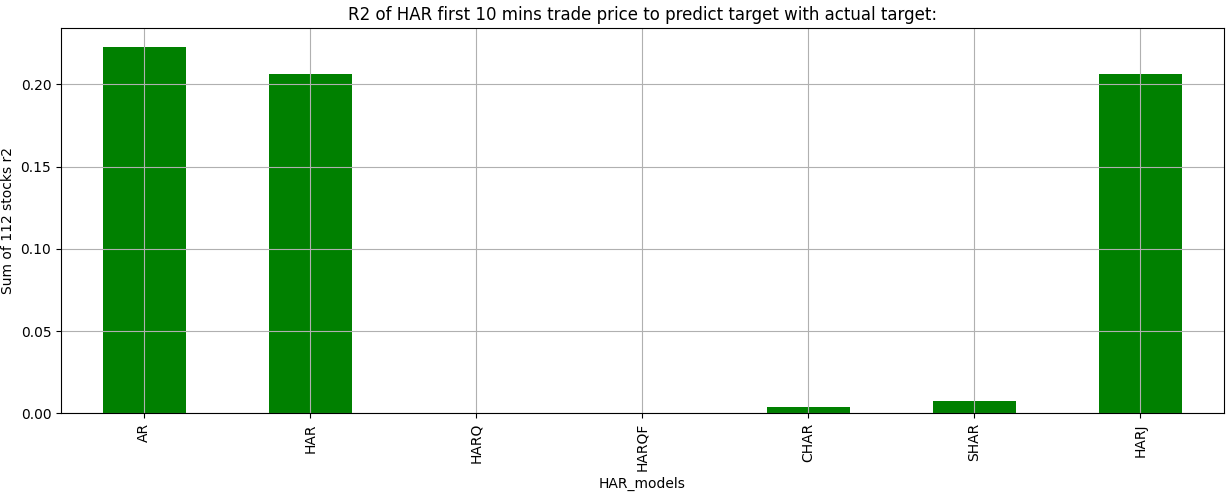 R2 of HAR first 10 mins trade price to predict target with actual target:
Sum of 112 stocks r2
0.20
0.15
0.10
0.05
0.00
AR
HAR
HARQ
HARQF
CHAR
SHAR
HARJ
HAR_models